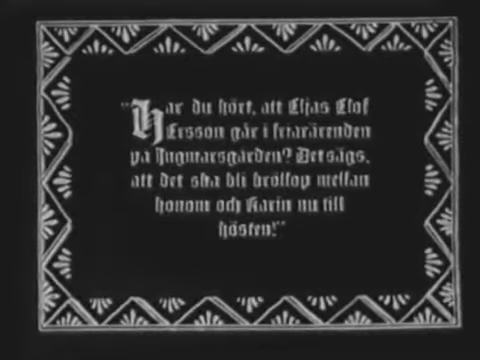 "Har du hört, att Eljas Elof
Ersson går i friarärenden
på Ingmarsgården? Det sägs,
att det ska bli bröllop mellan
honom och Karin nu till
hösten!"